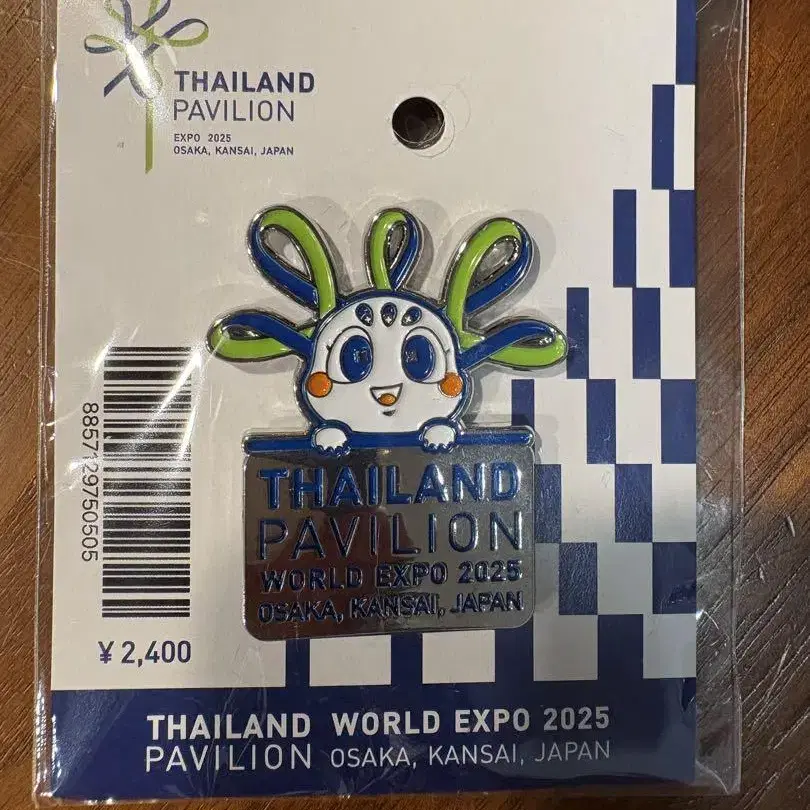 THAILAND
PAVILION
EXPO 2025
OSAKA, KANSAI, JAPAN
8857129750505
THAILAND
PAVILION
WORLD EXPO 2025
OSAKA, KANSAI, JAPAN
¥ 2,400
THAILAND WORLD EXPO 2025
PAVILION OSAKA, KANSAI, JAPAN